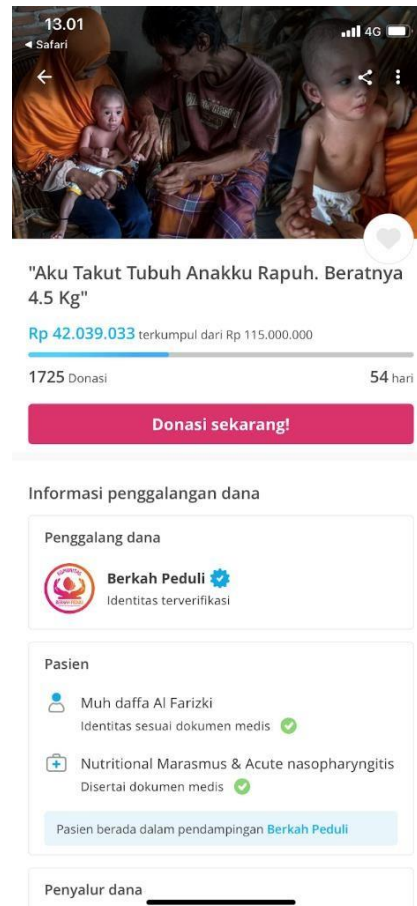 13.01
4G
◀ Safari
"Aku Takut Tubuh Anakku Rapuh. Beratnya
4.5 Kg"
Rp 42.039.033 terkumpul dari Rp 115.000.000
1725 Donasi
54 hari
Donasi sekarang!
Informasi penggalangan dana
Penggalang dana
Berkah Peduli
Identitas terverifikasi
Pasien
Muh daffa Al Farizki
Identitas sesuai dokumen medis
Nutritional Marasmus & Acute nasopharyngitis
Disertai dokumen medis
Pasien berada dalam pendampingan Berkah Peduli
Penyalur dana